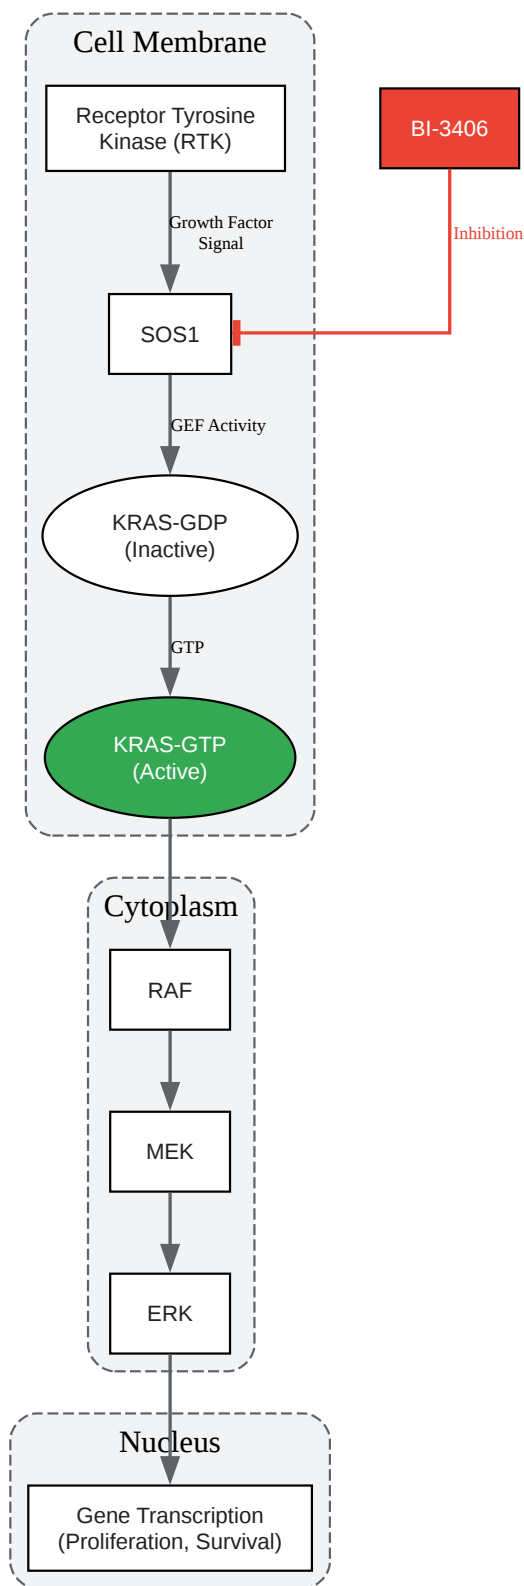 Cell Membrane
Receptor Tyrosine
Kinase (RTK)
BI-3406
Growth Factor
Signal
Inhibition
SOS1
GEF Activity
KRAS-GDP
(Inactive)
GTP
KRAS-GTP
(Active)
Cytoplasm
RAF
MEK
ERK
Nucleus
Gene Transcription
(Proliferation, Survival)